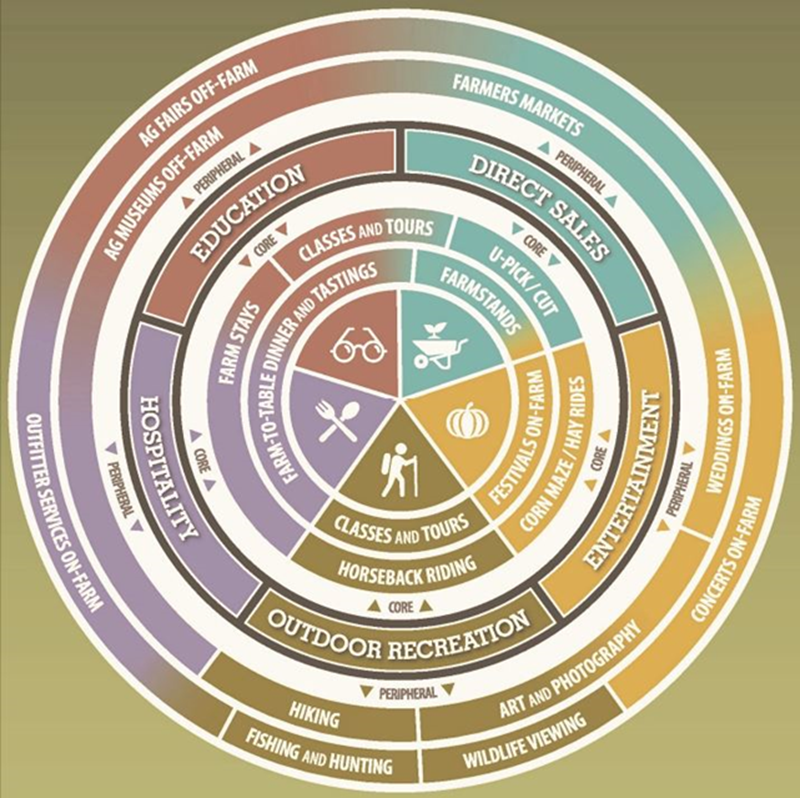 AG FAIRS OFF-FARM
AG MUSEUMS OFF-FARM
FARMERS MARKETS
PERIPHERAL
PERIPHERAL
EDUCATION
DIRECT SALES
CORE
CORE
CLASSES AND TOURS
U-PICK / CUT
FARM STAYS
FARM-TO-TABLE DINNER AND TASTINGS
FARMSTANDS
FESTIVALS ON-FARM
CORN MAZE / HAY RIDES
WEDDINGS ON-FARM
CONCERTS ON-FARM
OUTFITTER SERVICES ON-FARM
HOSPITALITY
ENTERTAINMENT
CORE
CORE
PERIPHERAL
PERIPHERAL
CLASSES AND TOURS
HORSEBACK RIDING
CORE
OUTDOOR RECREATION
PERIPHERAL
HIKING
ART AND PHOTOGRAPHY
FISHING AND HUNTING
WILDLIFE VIEWING